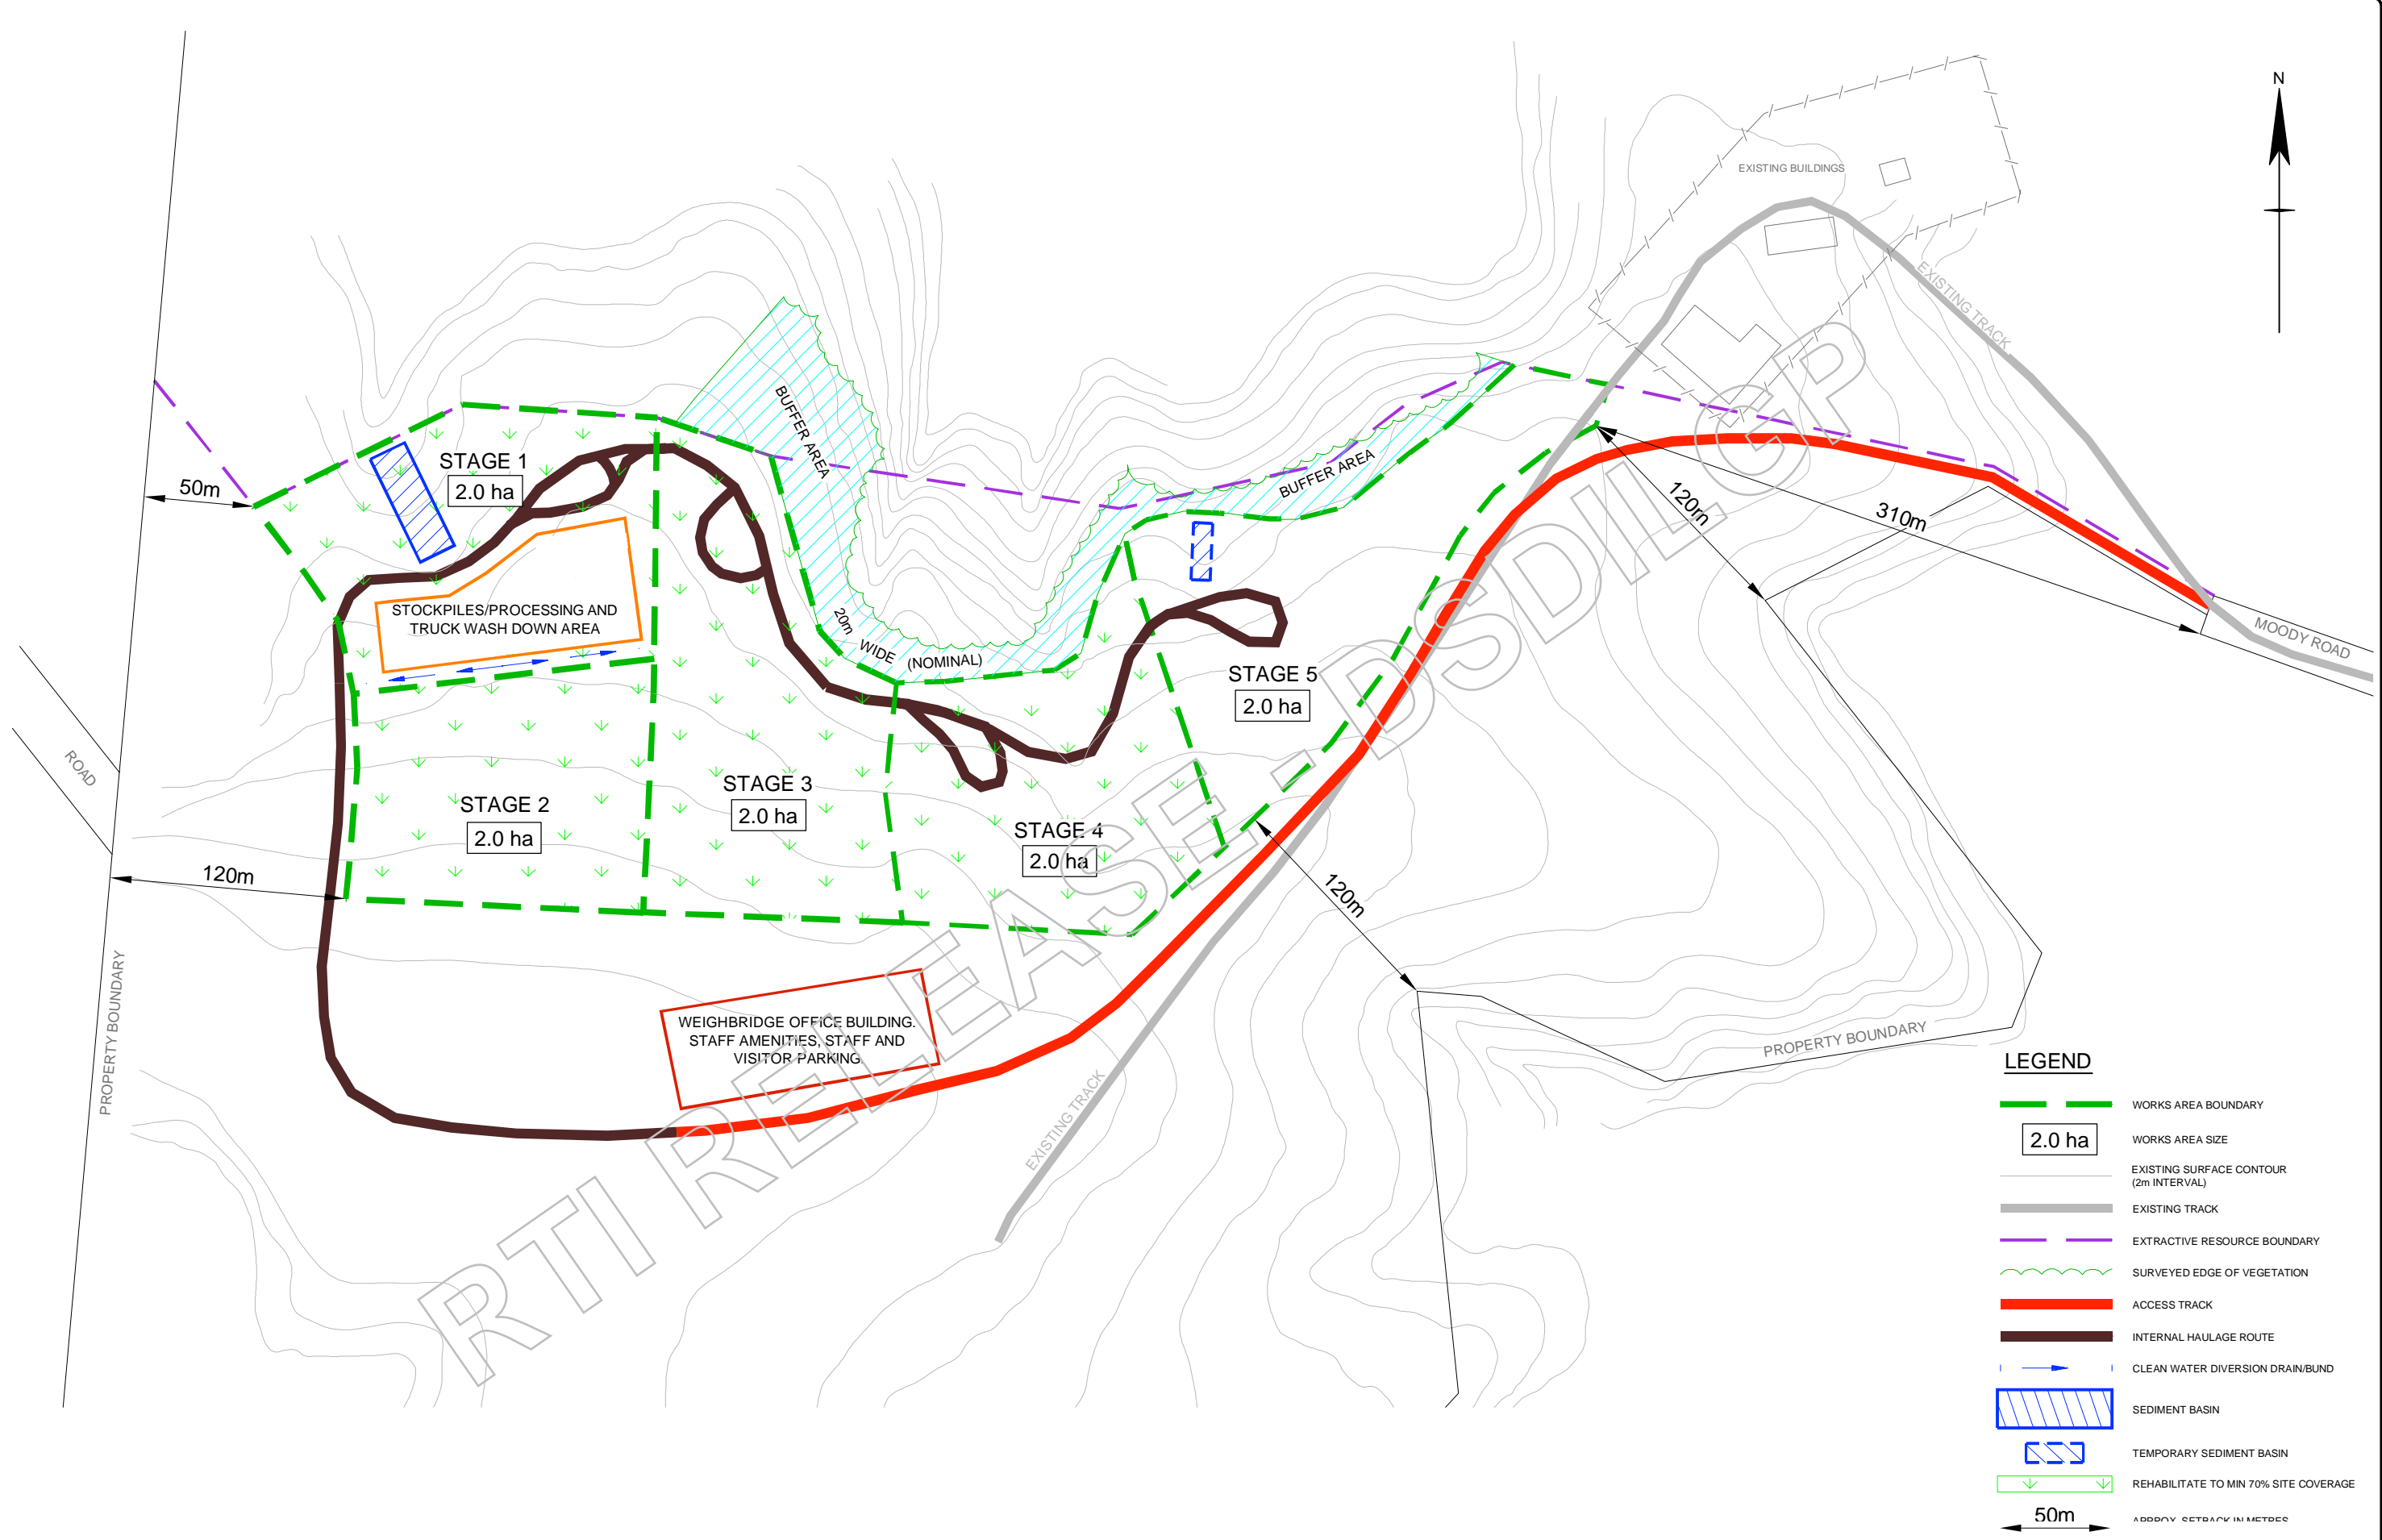 N
EXISTING BUILDINGS
EXISTING TRACK
BUFFER AREA
STAGE 1
2.0 ha
50m
BUFFER AREA
120m
310m
STOCKPILES/PROCESSING AND
TRUCK WASH DOWN AREA
20m WIDE (NOMINAL)
MOODY ROAD
STAGE 5
2.0 ha
ROAD
STAGE 2
2.0 ha
STAGE 3
2.0 ha
STAGE 4
2.0 ha
120m
120m
PROPERTY BOUNDARY
WEIGHBRIDGE OFFICE BUILDING.
STAFF AMENITIES, STAFF AND
VISITOR PARKING.
EXISTING TRACK
PROPERTY BOUNDARY
RTI RELEASE - DSDILGP
LEGEND
WORKS AREA BOUNDARY
2.0 ha
WORKS AREA SIZE
EXISTING SURFACE CONTOUR
(2m INTERVAL)
EXISTING TRACK
EXTRACTIVE RESOURCE BOUNDARY
SURVEYED EDGE OF VEGETATION
ACCESS TRACK
INTERNAL HAULAGE ROUTE
CLEAN WATER DIVERSION DRAIN/BUND
SEDIMENT BASIN
TEMPORARY SEDIMENT BASIN
REHABILITATE TO MIN 70% SITE COVERAGE
50m
APPROX. SETBACK IN METRES